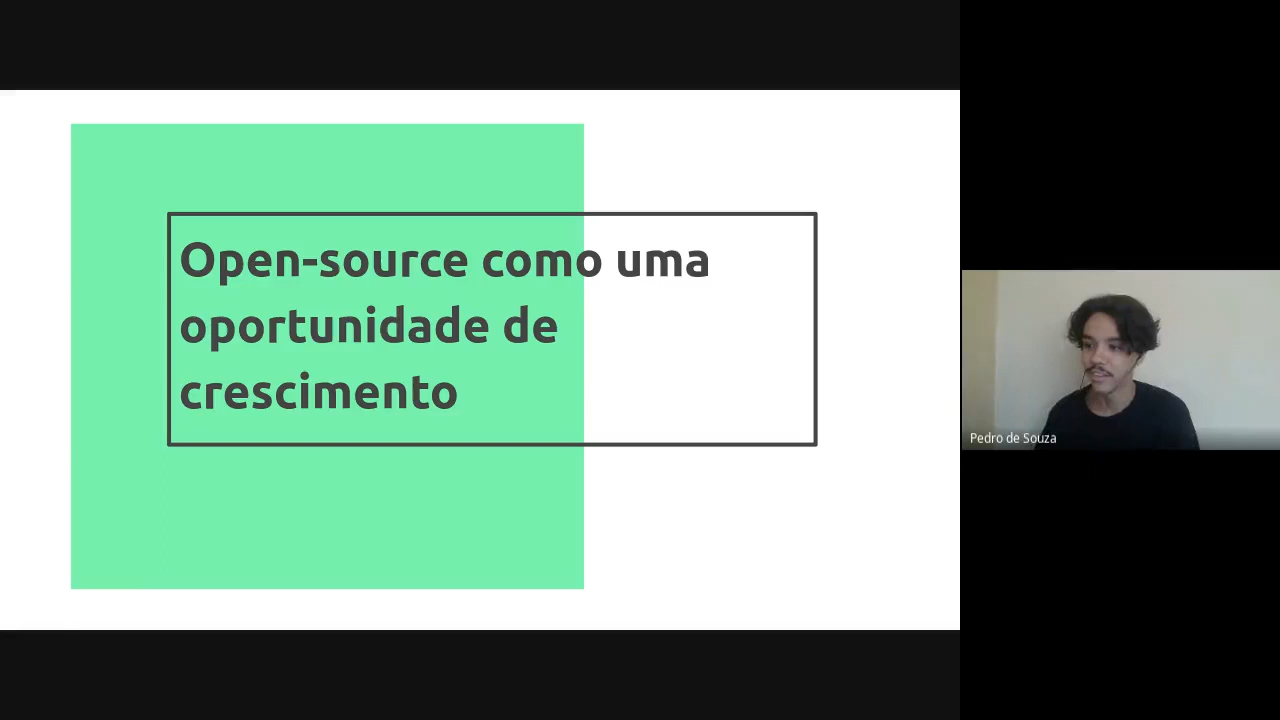 Open-source como uma
oportunidade de
crescimento
Pedro de Souza